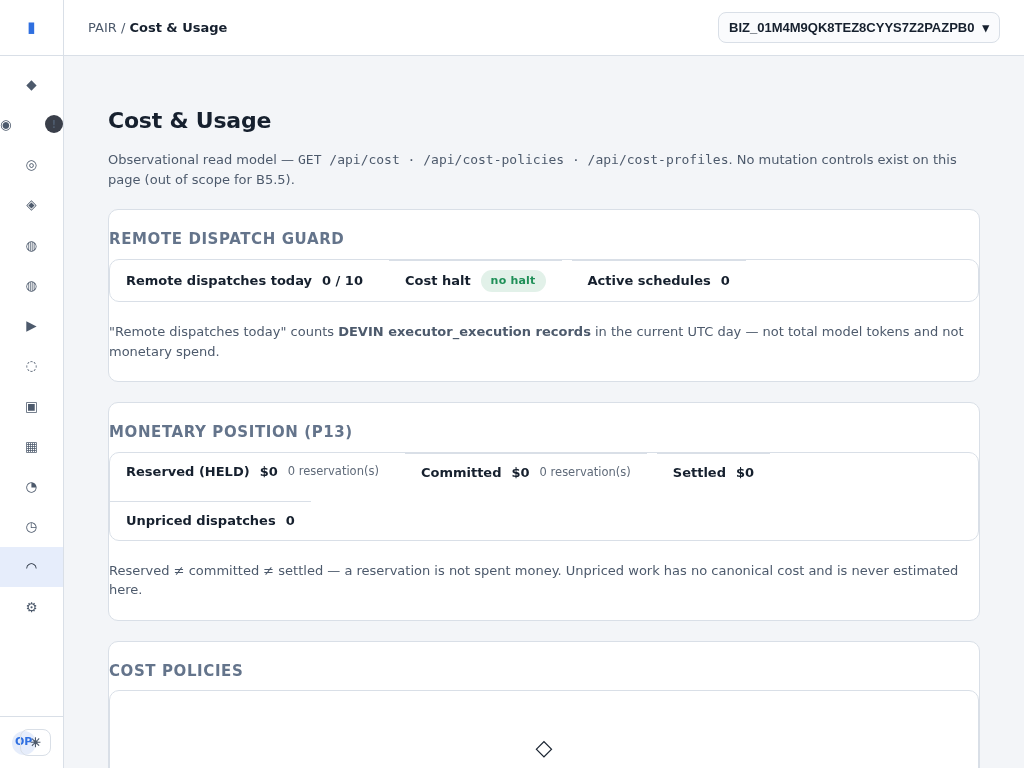 PAIR / Cost & Usage
BIZ_01M4M9QK8TEZ8CYYS7Z2PAZPB0 ▾
Cost & Usage
Observational read model — GET /api/cost · /api/cost-policies · /api/cost-profiles. No mutation controls exist on this
page (out of scope for B5.5).
REMOTE DISPATCH GUARD
Remote dispatches today 0 / 10 Cost halt no halt Active schedules 0
"Remote dispatches today" counts DEVIN executor_execution records in the current UTC day — not total model tokens and not
monetary spend.
MONETARY POSITION (P13)
Reserved (HELD) $0 0 reservation(s) Committed $0 0 reservation(s) Settled $0
Unpriced dispatches 0
Reserved ≠ committed ≠ settled — a reservation is not spent money. Unpriced work has no canonical cost and is never estimated
here.
COST POLICIES
OP